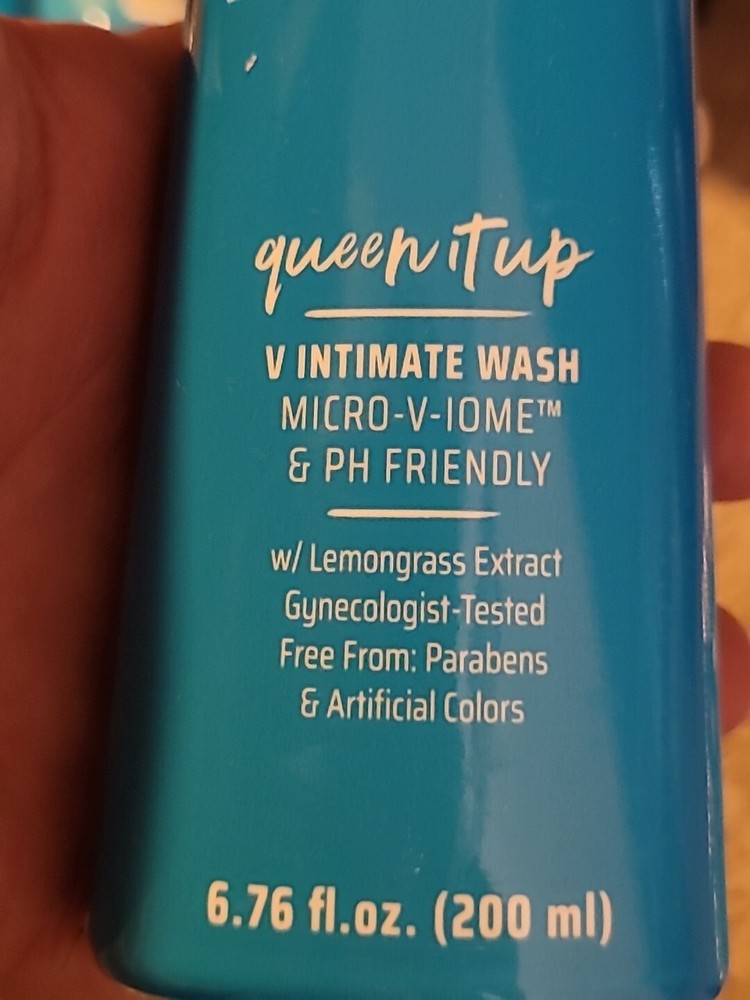 queen it up
V INTIMATE WASH
MICRO-V-IOME™
& PH FRIENDLY
w/ Lemongrass Extract
Gynecologist-Tested
Free From: Parabens
& Artificial Colors
6.76 fl.oz. (200 ml)